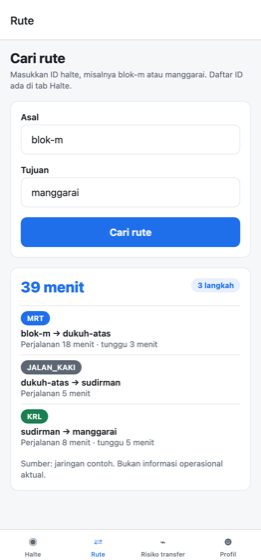 Rute
Cari rute
Masukkan ID halte, misalnya blok-m atau manggarai. Daftar ID
ada di tab Halte.
Asal
blok-m
Tujuan
manggarai
Cari rute
39 menit
3 langkah
MRT
blok-m → dukuh-atas
Perjalanan 18 menit · tunggu 3 menit
JALAN_KAKI
dukuh-atas → sudirman
Perjalanan 5 menit
KRL
sudirman → manggarai
Perjalanan 8 menit · tunggu 5 menit
Sumber: jaringan contoh. Bukan informasi operasional
aktual.
Halte
Rute
Risiko transfer
Profil